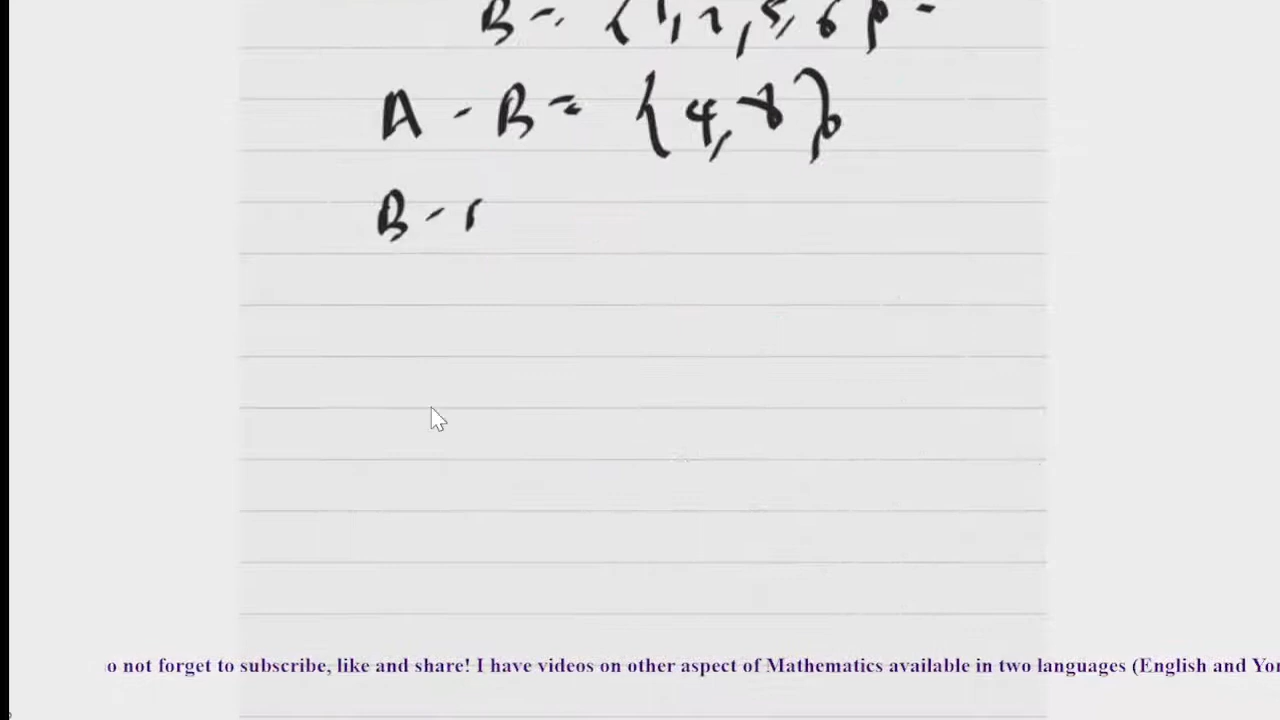 B = {1, 2, 5, 6}
A - B = {4, 8}
B -
o not forget to subscribe, like and share! I have videos on other aspect of Mathematics available in two languages (English and Yor